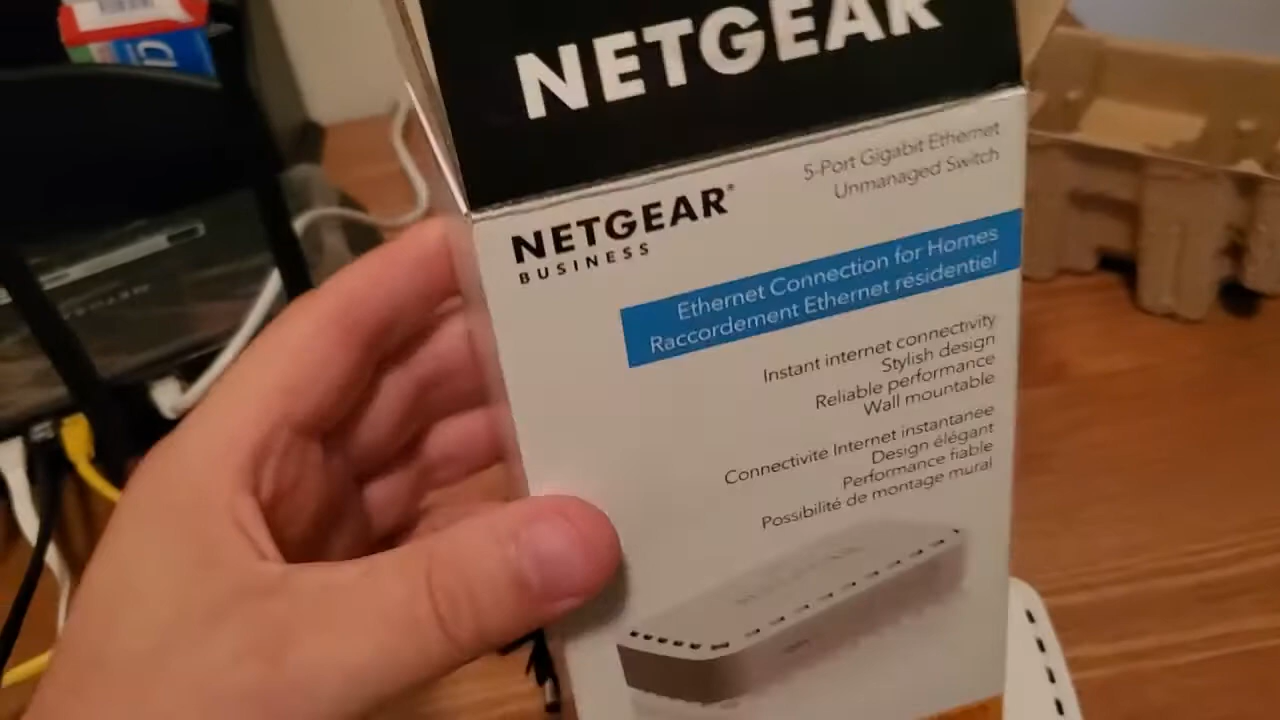 NETGEAR
5-Port Gigabit Ethernet
Unmanaged Switch
NETGEAR®
BUSINESS
Ethernet Connection for Homes
Raccordement Ethernet résidentiel
Instant internet connectivity
Stylish design
Reliable performance
Wall mountable
Connectivite Internet instantanee
Design élégant
Performance fiable
Possibilité de montage mural